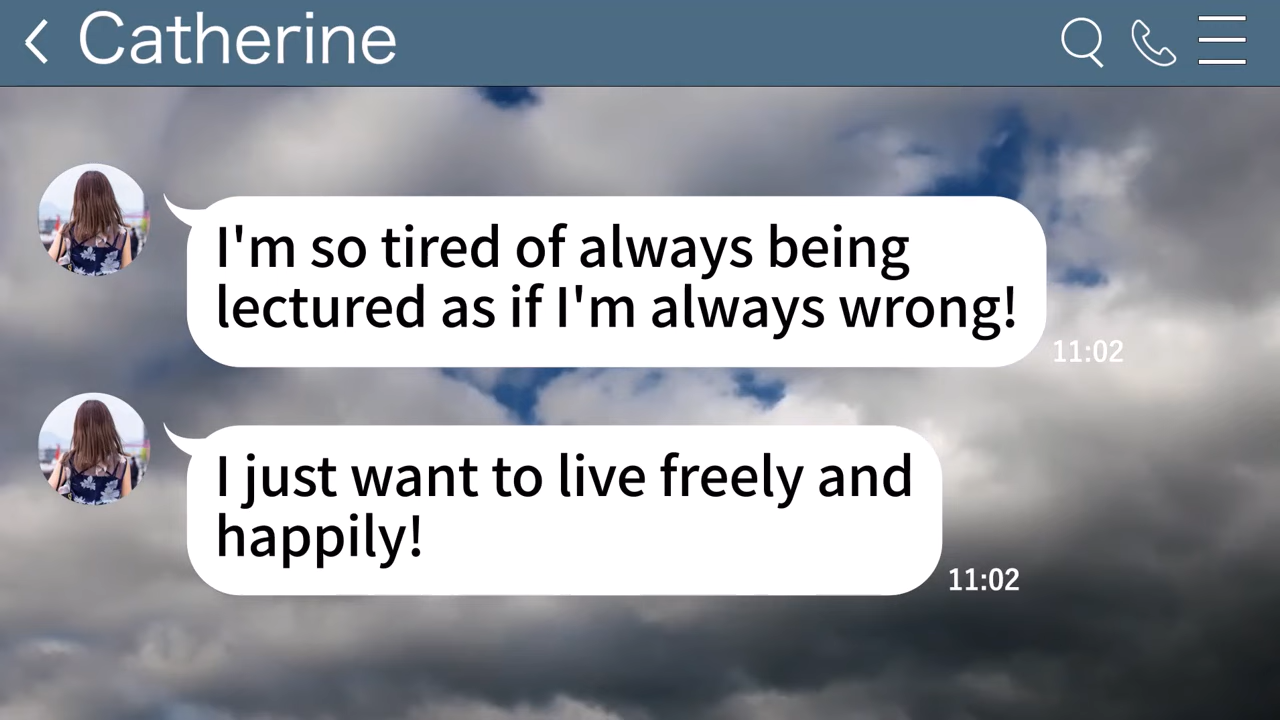 Catherine
I'm so tired of always being
lectured as if I'm always wrong!
11:02
I just want to live freely and
happily!
11:02